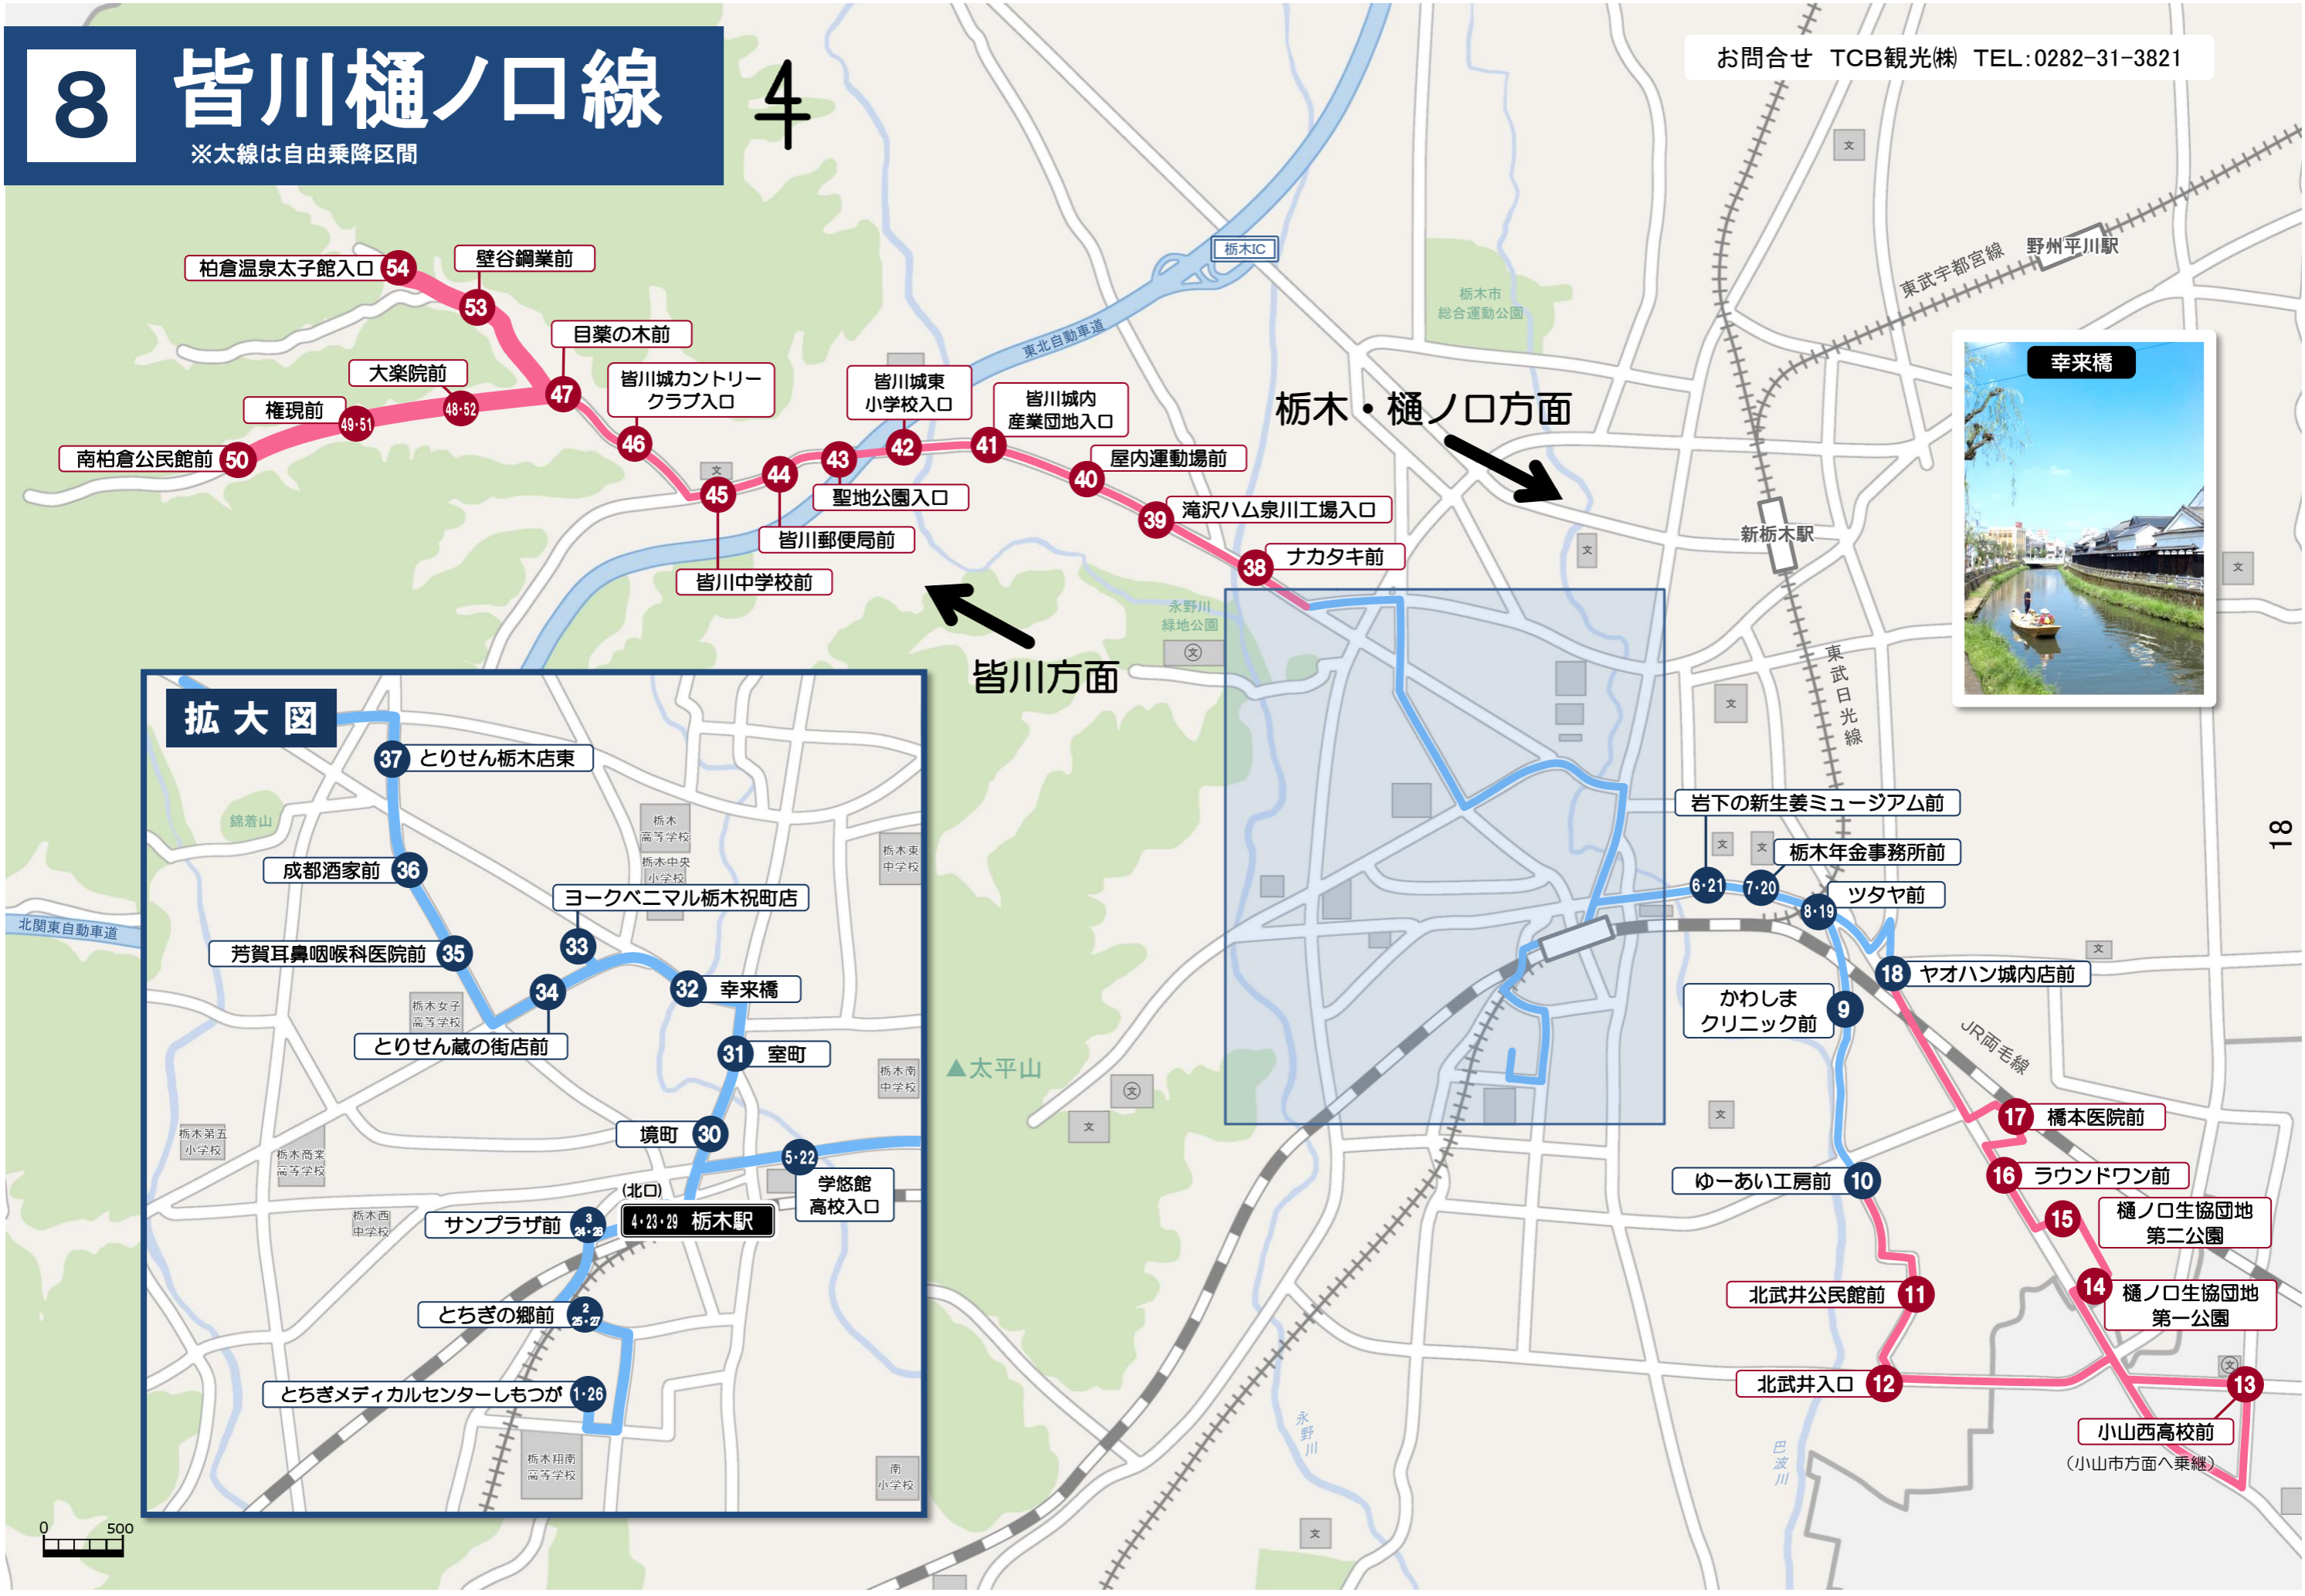 8
皆川樋ノ口線
※太線は自由乗降区間
お問合せ TCB観光㈱ TEL:0282-31-3821
栃木IC
東北自動車道
栃木市
総合運動公園
東武宇都宮線
野州平川駅
幸来橋
新栃木駅
東武日光線
栃木・樋ノ口方面
皆川方面
柏倉温泉太子館入口
54
壁谷鋼業前
53
目薬の木前
47
大楽院前
48・52
権現前
49・51
南柏倉公民館前
50
皆川城カントリー
クラブ入口
46
皆川中学校前
45
文
皆川郵便局前
44
聖地公園入口
43
皆川城東
小学校入口
42
皆川城内
産業団地入口
41
屋内運動場前
40
滝沢ハム泉川工場入口
39
ナカタキ前
38
永野川
緑地公園
文
文
文
文
文
拡大図
37
とりせん栃木店東
錦着山
成都酒家前
36
芳賀耳鼻咽喉科医院前
35
34
とりせん蔵の街店前
ヨークベニマル栃木祝町店
33
32
幸来橋
31
室町
境町
30
5・22
学悠館
高校入口
(北口)
4・23・29 栃木駅
サンプラザ前
3
24・28
とちぎの郷前
2
25・27
とちぎメディカルセンターしもつが
1・26
栃木
高等学校
栃木中央
小学校
栃木東
中学校
栃木女子
高等学校
栃木南
中学校
栃木第五
小学校
栃木商業
高等学校
栃木西
中学校
栃木翔南
高等学校
南
小学校
北関東自動車道
▲太平山
文
文
岩下の新生姜ミュージアム前
6・21
文
文
栃木年金事務所前
7・20
ツタヤ前
8・19
18
ヤオハン城内店前
かわしま
クリニック前
9
文
JR両毛線
文
17
橋本医院前
16
ラウンドワン前
ゆーあい工房前
10
15
樋ノ口生協団地
第二公園
14
樋ノ口生協団地
第一公園
北武井公民館前
11
北武井入口
12
文
13
小山西高校前
(小山市方面へ乗継)
永野川
巴波川
文
0
500
18